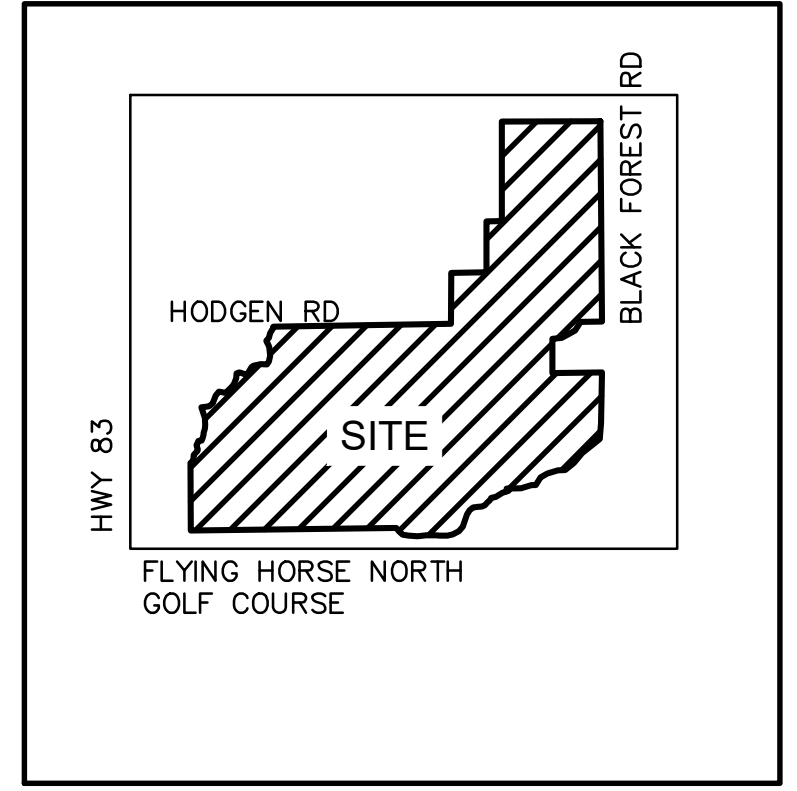 BLACK FOREST RD
HODGEN RD
SITE
HWY 83
FLYING HORSE NORTH
GOLF COURSE